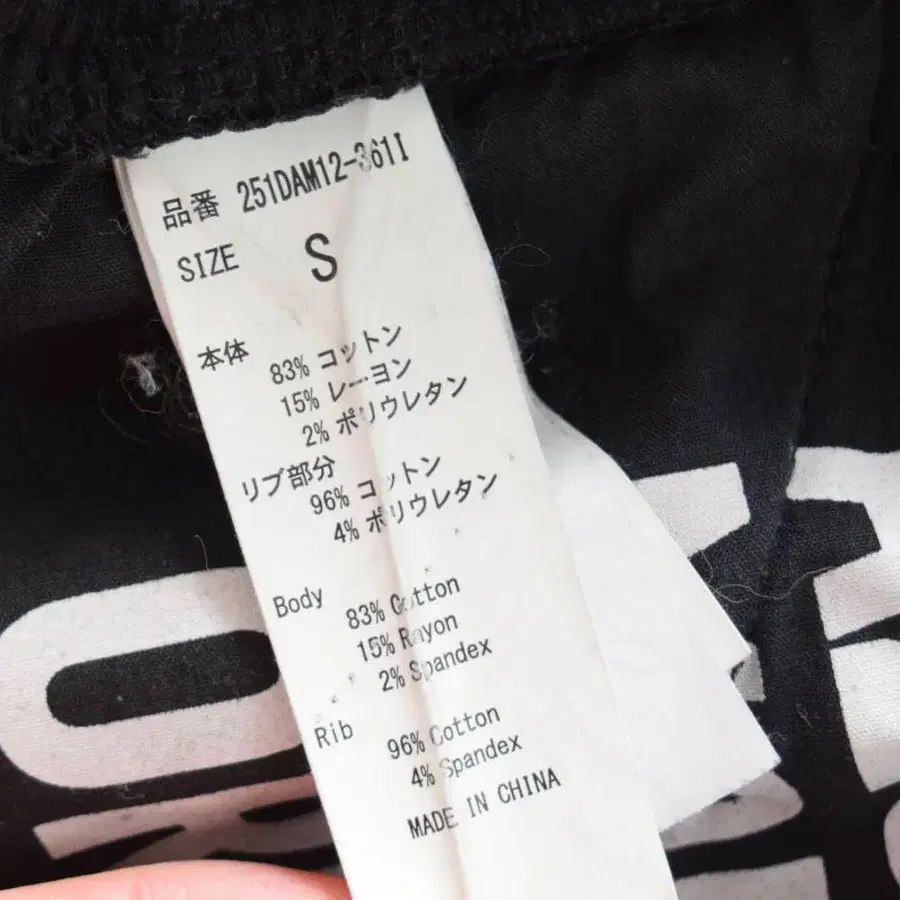 品番 251DAM12-361I
SIZE S
本体 83% コットン
15% レーヨン
2% ポリウレタン
リブ部分
96% コットン
4% ポリウレタン
Body
83% Cotton
15% Rayon
2% Spandex
Rib
96% Cotton
4% Spandex
MADE IN CHINA